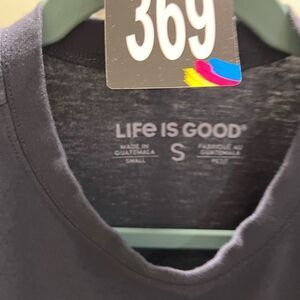 369
LIFe IS GOOD®
MADE IN GUATEMALA
SMALL
S
FABRIQUÉ AU GUATEMALA
PETIT